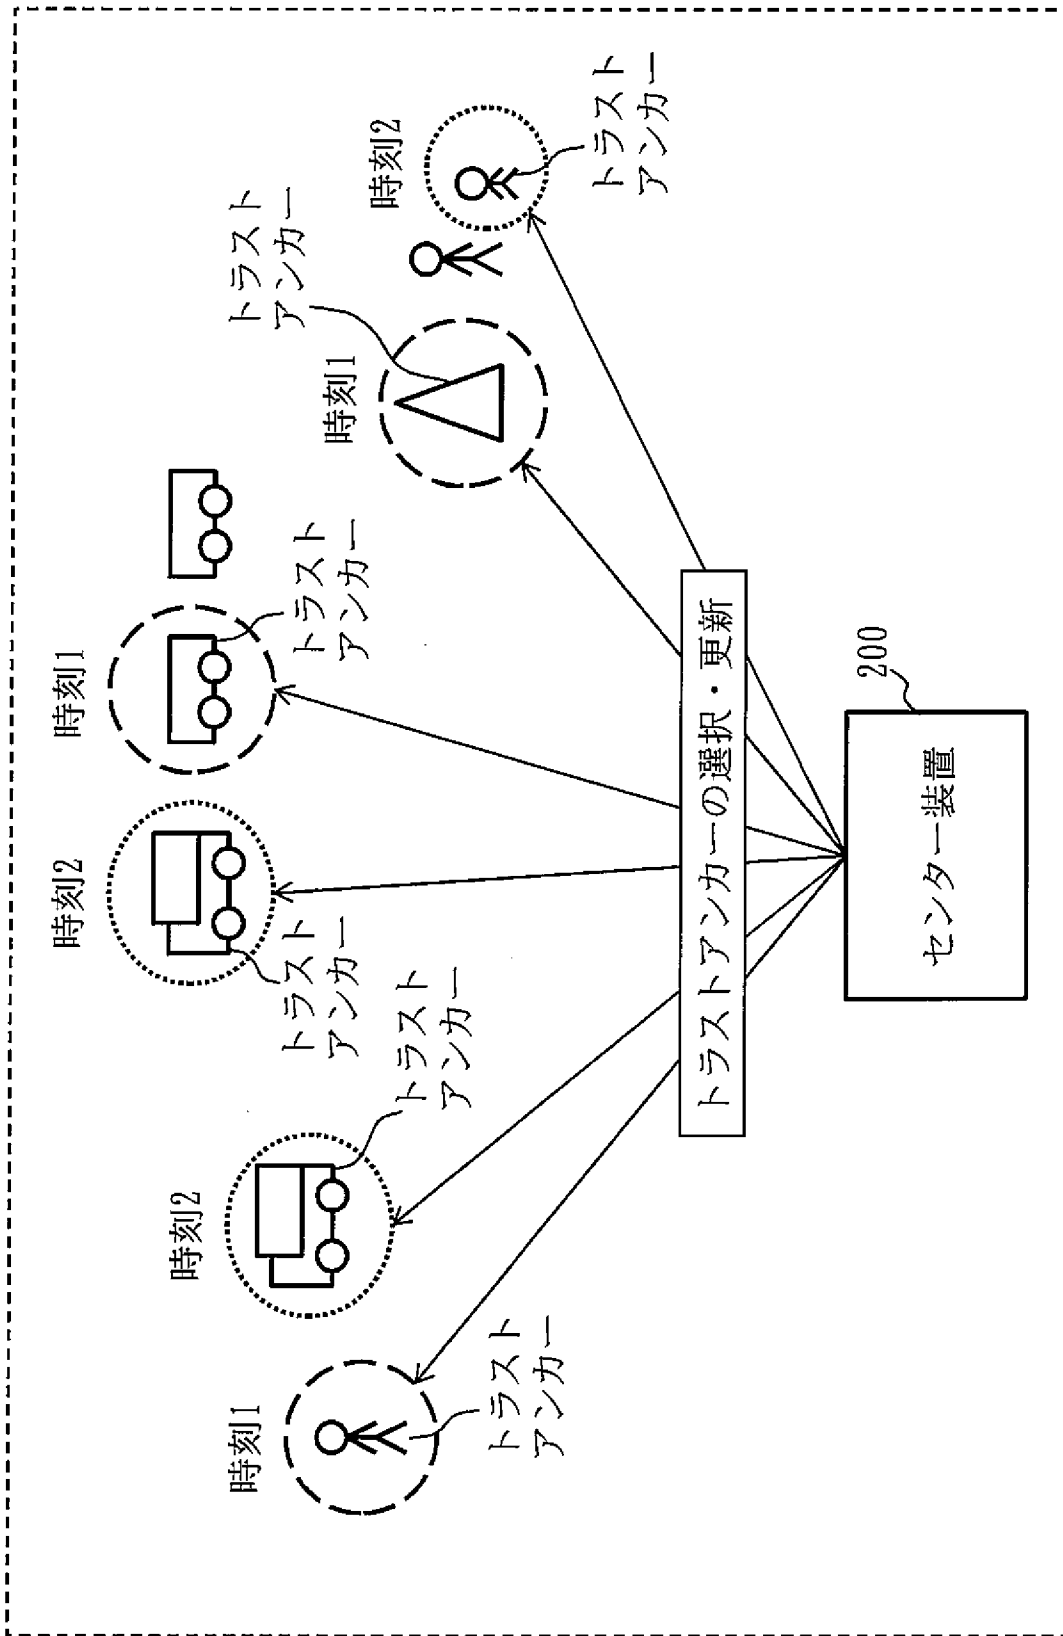 時刻1
トラスト
アンカー
時刻2
トラスト
アンカー
時刻2
トラスト
アンカー
時刻1
トラスト
アンカー
時刻1
トラスト
アンカー
時刻2
トラスト
アンカー
トラストアンカーの選択・更新
200
センター装置